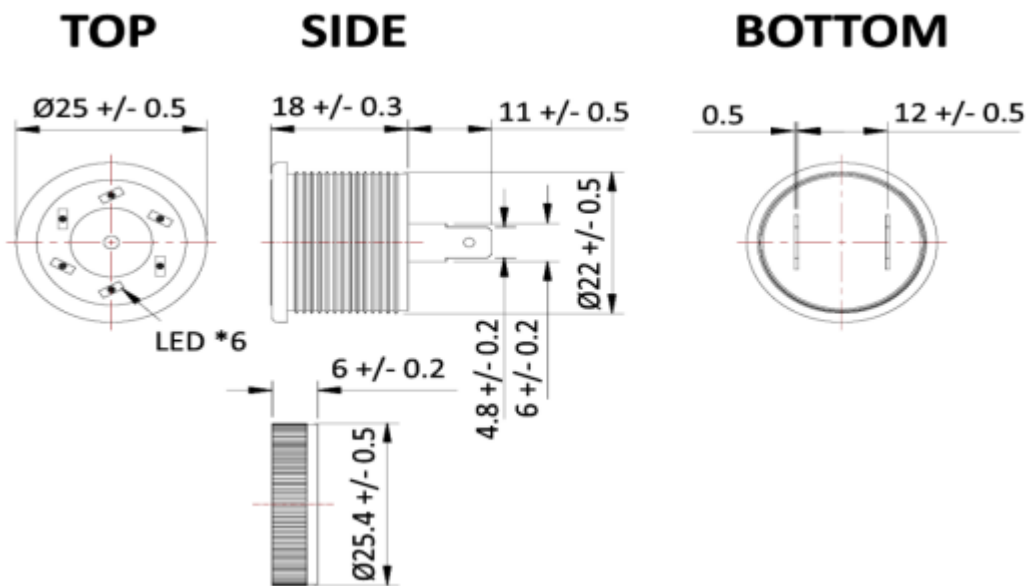 TOP
SIDE
BOTTOM
Ø25 +/- 0.5
18 +/- 0.3
11 +/- 0.5
0.5
12 +/- 0.5
Ø22 +/- 0.5
LED *6
4.8 +/- 0.2
6 +/- 0.2
6 +/- 0.2
Ø25.4 +/- 0.5